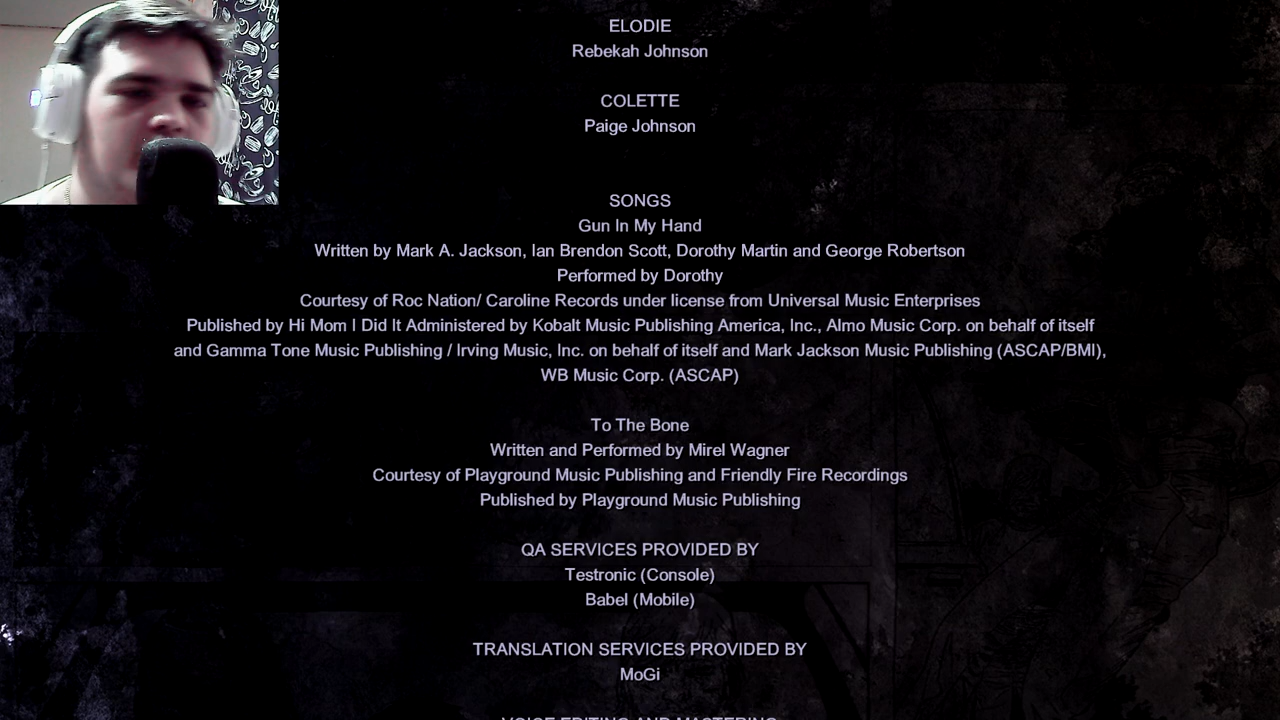 ELODIE
Rebekah Johnson
COLETTE
Paige Johnson
SONGS
Gun In My Hand
Written by Mark A. Jackson, Ian Brendon Scott, Dorothy Martin and George Robertson
Performed by Dorothy
Courtesy of Roc Nation/ Caroline Records under license from Universal Music Enterprises
Published by Hi Mom I Did It Administered by Kobalt Music Publishing America, Inc., Almo Music Corp. on behalf of itself
and Gamma Tone Music Publishing / Irving Music, Inc. on behalf of itself and Mark Jackson Music Publishing (ASCAP/BMI),
WB Music Corp. (ASCAP)
To The Bone
Written and Performed by Mirel Wagner
Courtesy of Playground Music Publishing and Friendly Fire Recordings
Published by Playground Music Publishing
QA SERVICES PROVIDED BY
Testronic (Console)
Babel (Mobile)
TRANSLATION SERVICES PROVIDED BY
MoGi
VOICE EDITING AND MASTERING